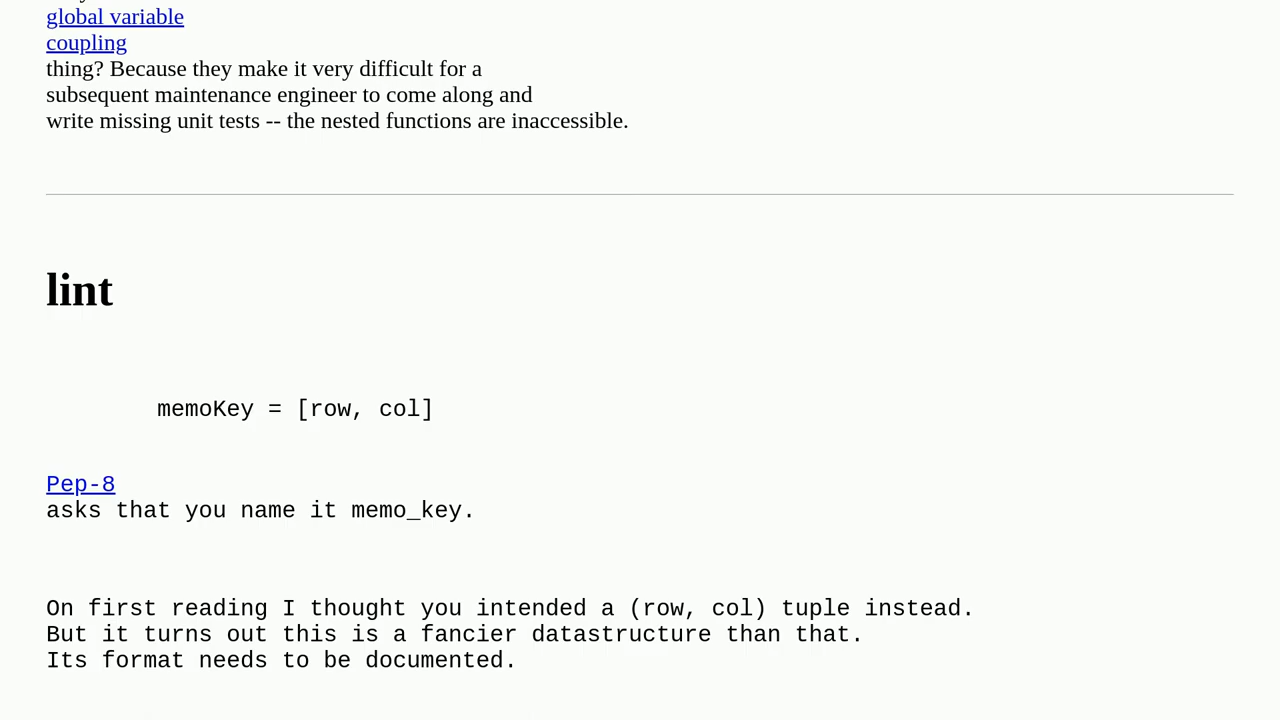 global variable
coupling
thing? Because they make it very difficult for a
subsequent maintenance engineer to come along and
write missing unit tests -- the nested functions are inaccessible.
lint
memoKey = [row, col]
Pep-8
asks that you name it memo_key.
On first reading I thought you intended a (row, col) tuple instead.
But it turns out this is a fancier datastructure than that.
Its format needs to be documented.